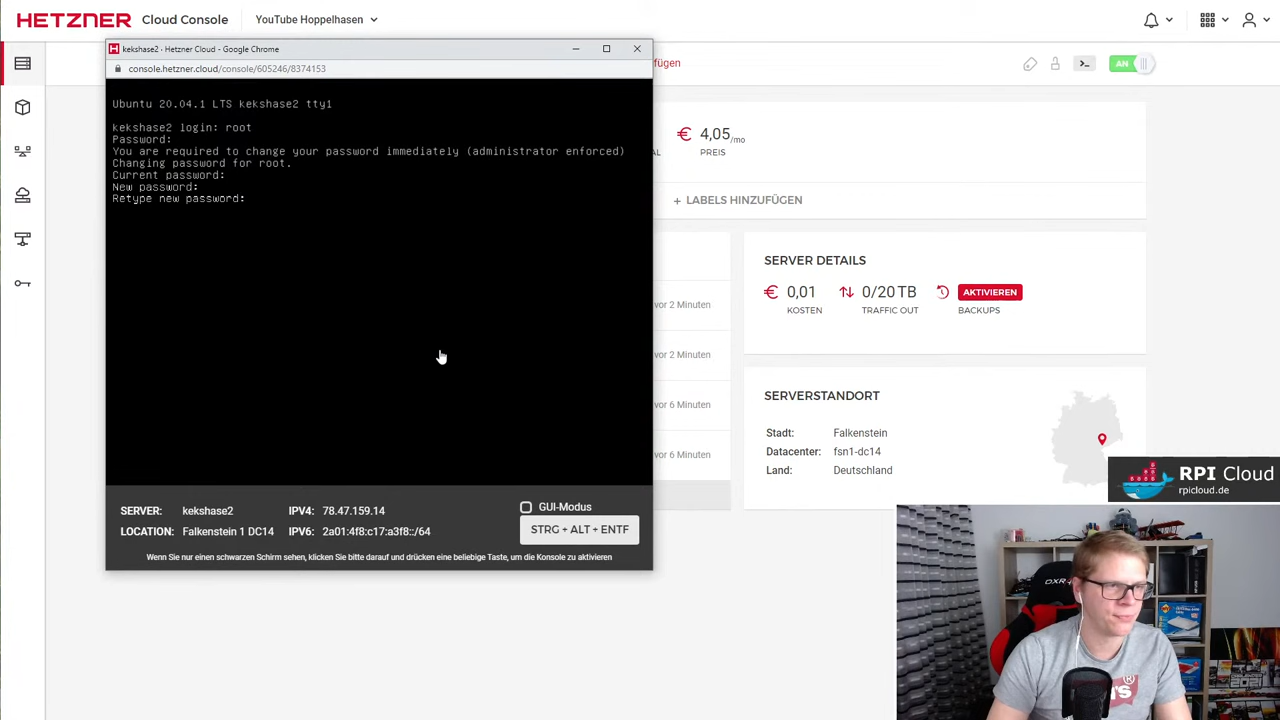 HETZNER Cloud Console YouTube Hoppelhasen
kekshase2 · Hetzner Cloud - Google Chrome
console.hetzner.cloud/console/605246/8374153
Ubuntu 20.04.1 LTS kekshase2 tty1
kekshase2 login: root
Password:
You are required to change your password immediately (administrator enforced)
Changing password for root.
Current password:
New password:
Retype new password:
SERVER: kekshase2 IPV4: 78.47.159.14
LOCATION: Falkenstein 1 DC14 IPV6: 2a01:4f8:c17:a3f8::/64
GUI-Modus
STRG + ALT + ENTF
Wenn Sie nur einen schwarzen Schirm sehen, klicken Sie bitte darauf und drücken eine beliebige Taste, um die Konsole zu aktivieren
fügen
AN
€ 4,05/mo
AL PREIS
+ LABELS HINZUFÜGEN
vor 2 Minuten
vor 2 Minuten
vor 6 Minuten
vor 6 Minuten
SERVER DETAILS
€ 0,01 0/20 TB AKTIVIEREN
KOSTEN TRAFFIC OUT BACKUPS
SERVERSTANDORT
Stadt: Falkenstein
Datacenter: fsn1-dc14
Land: Deutschland
RPI Cloud
rpicloud.de
DXR